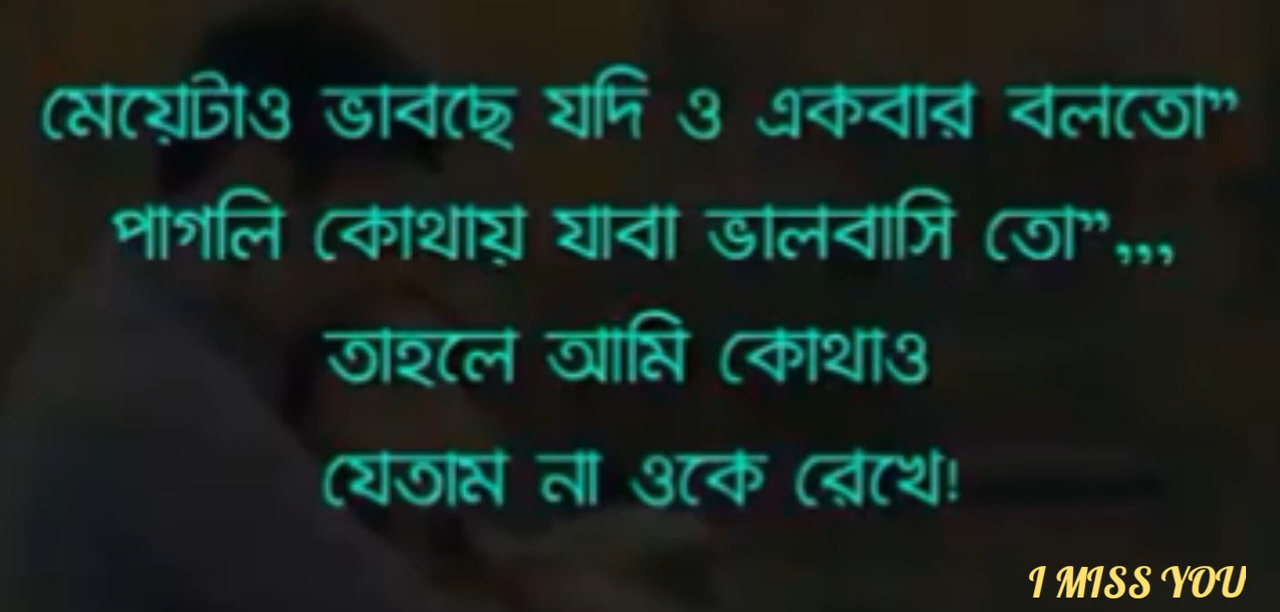 মেয়েটাও ভাবছে যদি ও একবার বলতো”
পাগলি কোথায় যাবা ভালবাসি তো”,,,
তাহলে আমি কোথাও
যেতাম না ওকে রেখে!
I MISS YOU